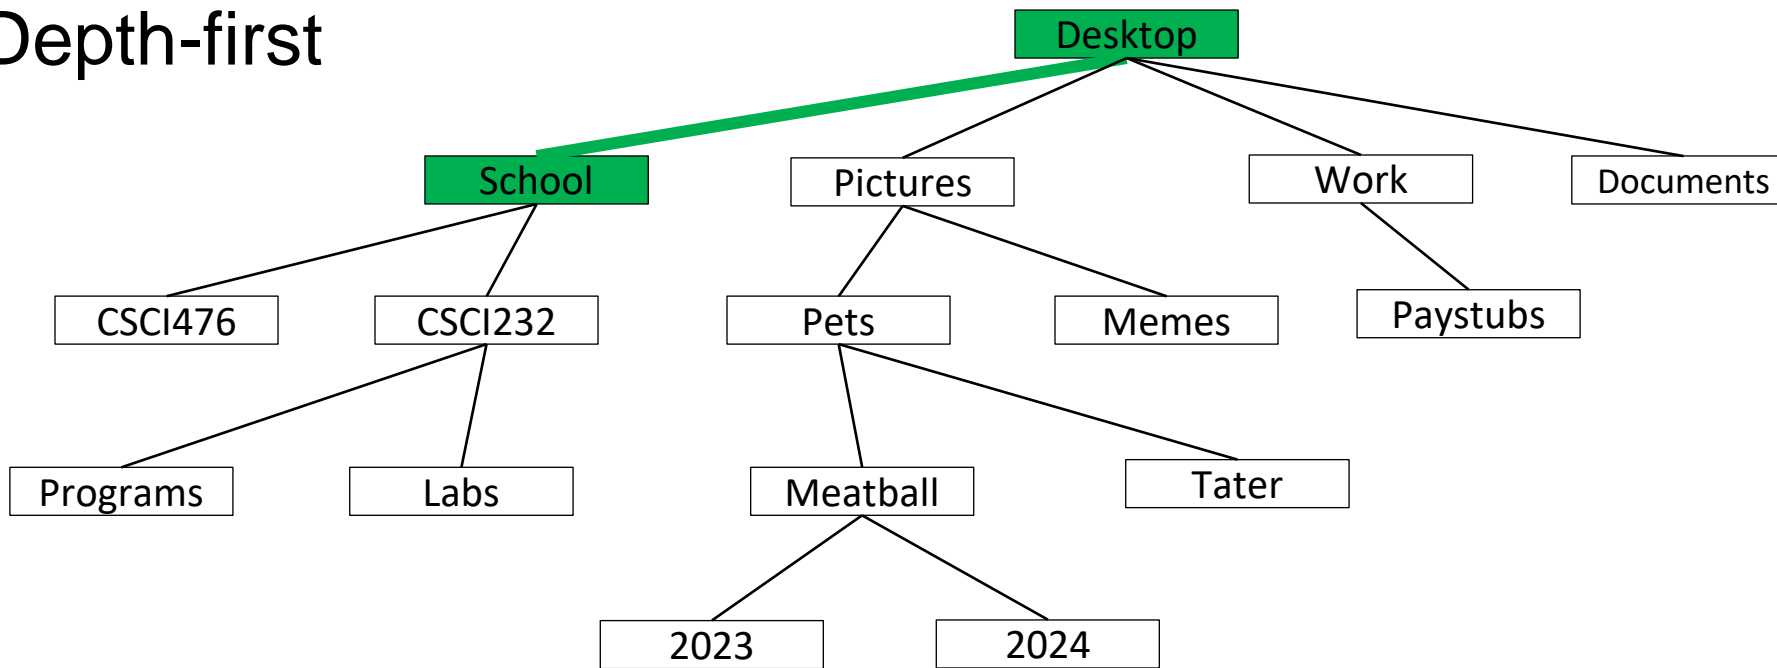 Depth-first
Desktop
School
Pictures
Work
Documents
CSCI476
CSCI232
Pets
Memes
Paystubs
Programs
Labs
Meatball
Tater
2023
2024